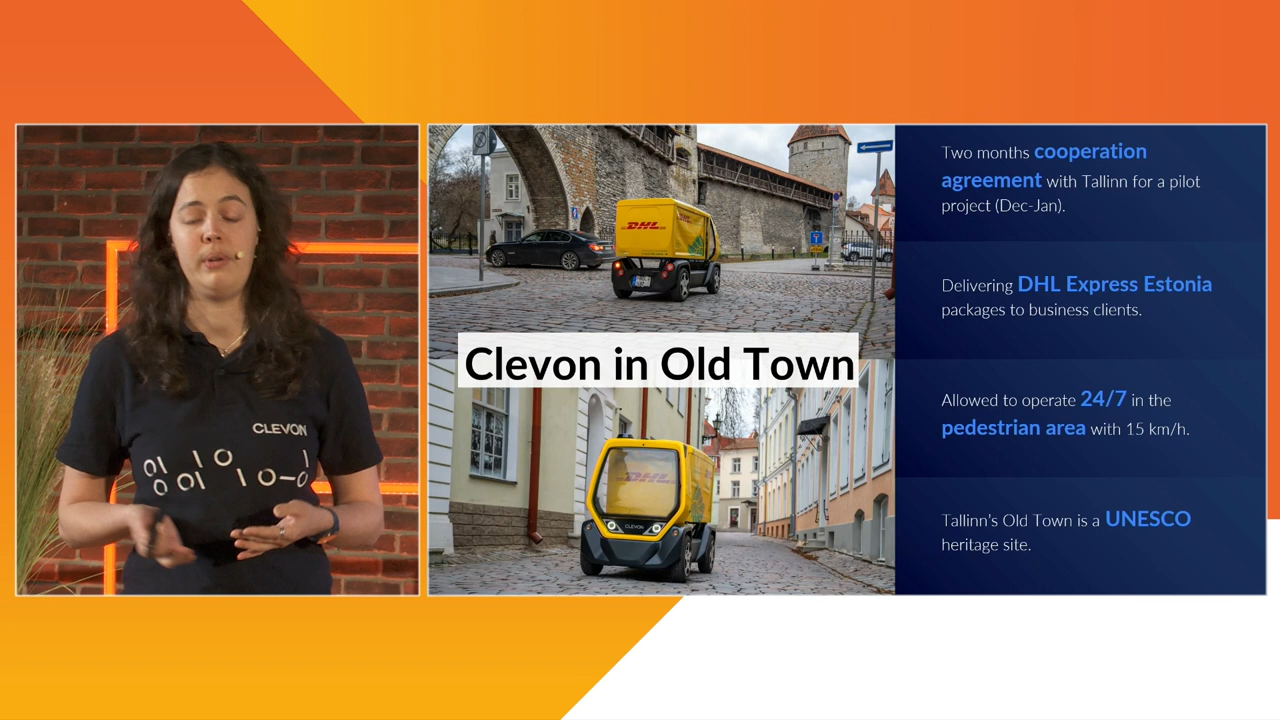 CLEVON
DHL
Clevon in Old Town
DHL
CLEVON
Two months cooperation
agreement with Tallinn for a pilot
project (Dec-Jan).
Delivering DHL Express Estonia
packages to business clients.
Allowed to operate 24/7 in the
pedestrian area with 15 km/h.
Tallinn's Old Town is a UNESCO
heritage site.